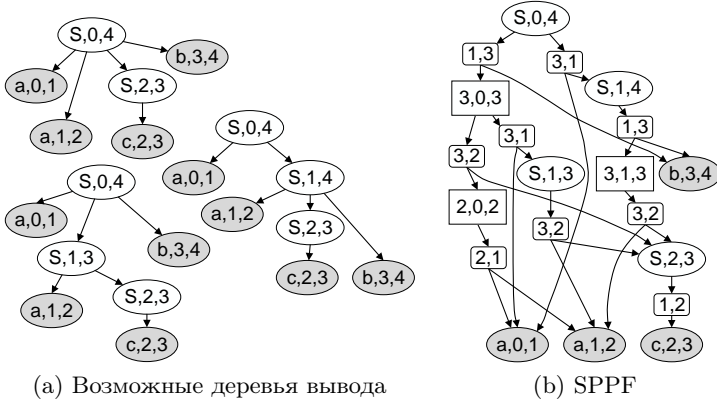 S,0,4
a,0,1
b,3,4
S,2,3
a,1,2
c,2,3
S,0,4
a,0,1
S,1,4
a,1,2
S,2,3
c,2,3
b,3,4
S,0,4
a,0,1
b,3,4
S,1,3
a,1,2
S,2,3
c,2,3
(a) Возможные деревья вывода
S,0,4
1,3
3,1
S,1,4
3,0,3
3,1
1,3
3,2
S,1,3
3,1,3
b,3,4
2,0,2
3,2
3,2
2,1
S,2,3
1,2
a,0,1
a,1,2
c,2,3
(b) SPPF